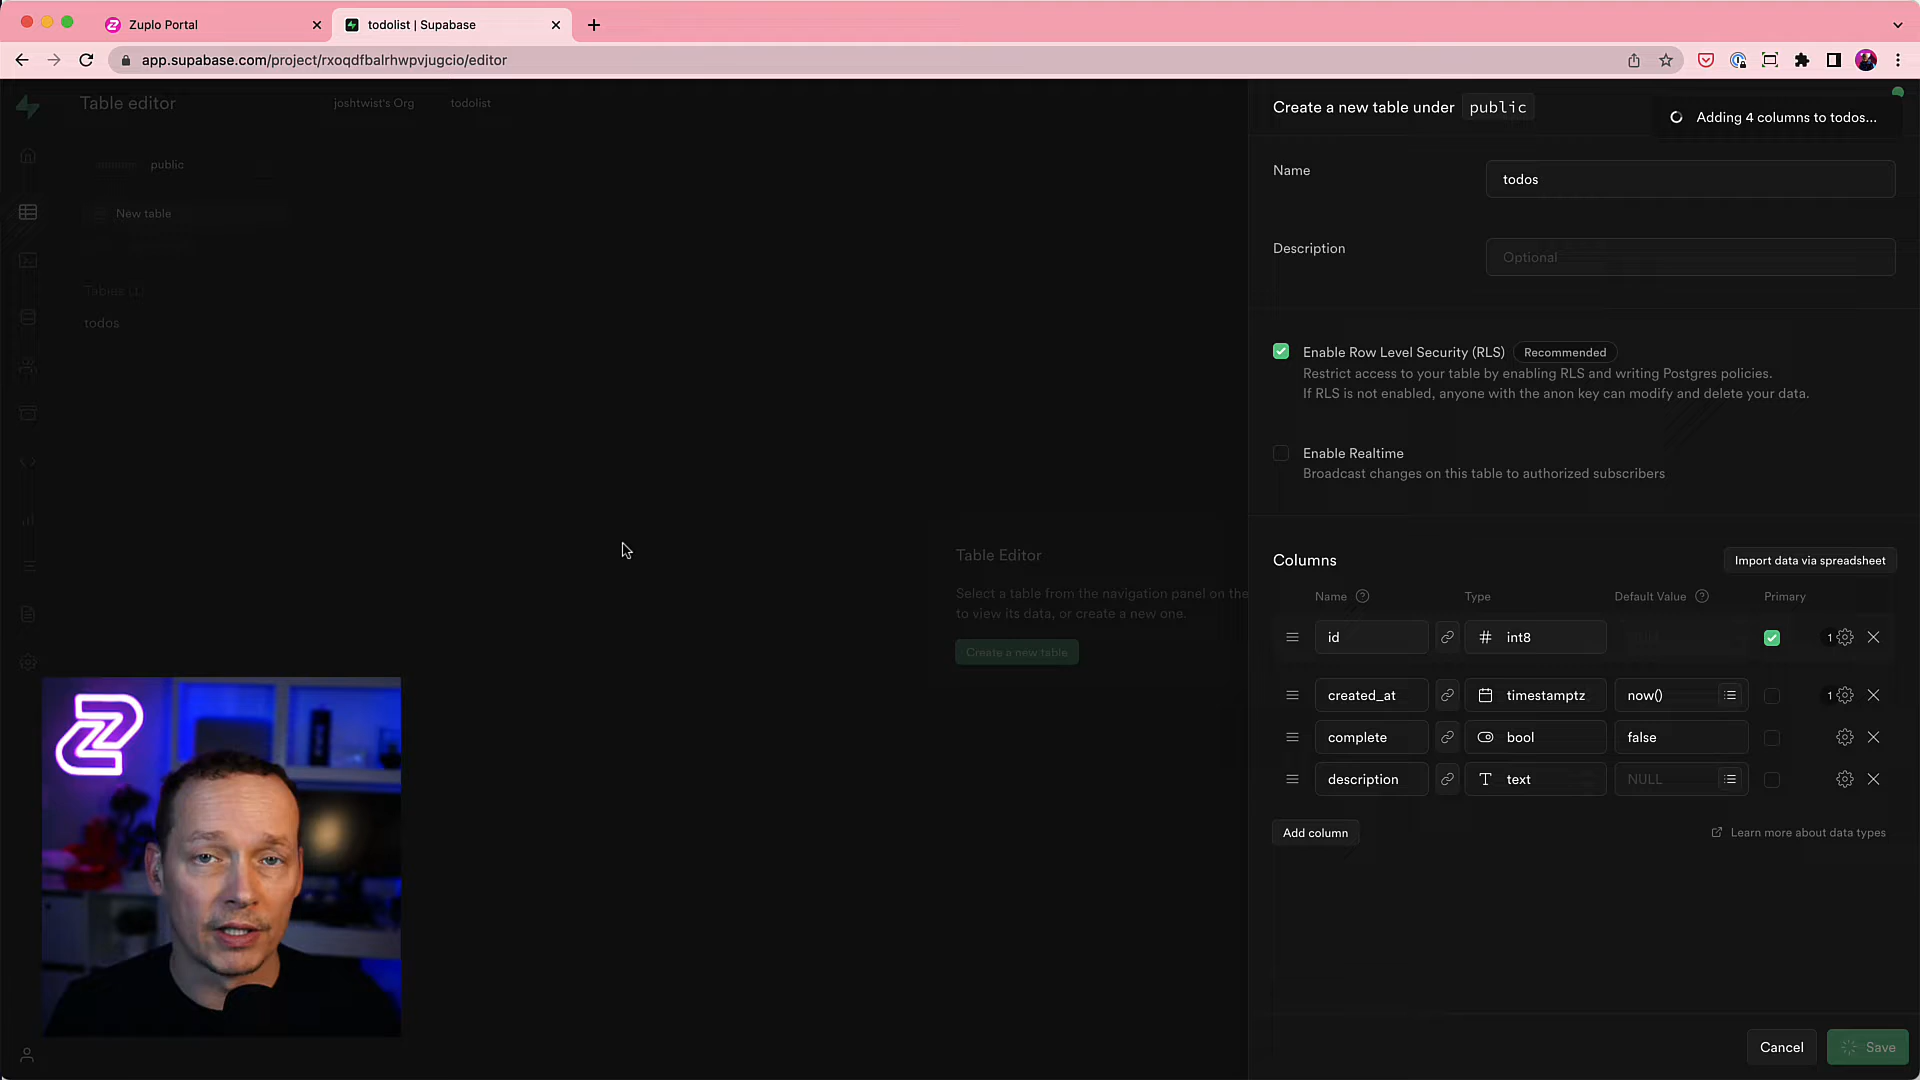 Zuplo Portal
todolist | Supabase
app.supabase.com/project/rxoqdfbalrhwpvjugcio/editor
Table editor
joshtwist's Org
todolist
public
New table
Tables (1)
todos
Table Editor
Select a table from the navigation panel on the
to view its data, or create a new one.
Create a new table
Create a new table under public
Adding 4 columns to todos...
Name
todos
Description
Optional
Enable Row Level Security (RLS) Recommended
Restrict access to your table by enabling RLS and writing Postgres policies.
If RLS is not enabled, anyone with the anon key can modify and delete your data.
Enable Realtime
Broadcast changes on this table to authorized subscribers
Columns
Import data via spreadsheet
Name Type Default Value Primary
id int8 NULL 1
created_at timestamptz now() 1
complete bool false
description text NULL
Add column
Learn more about data types
Cancel
Save